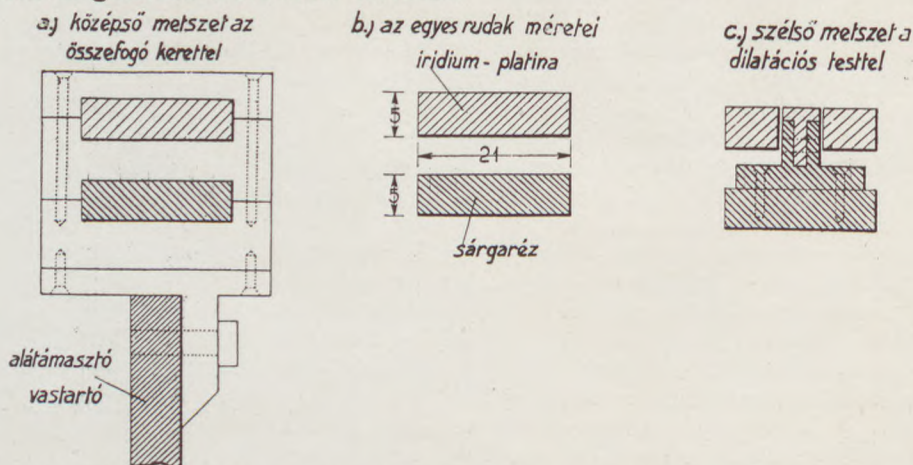 a.) középső metszet az
összefogó kerettel
b.) az egyes rudak méretei
iridium - platina
5
21
5
sárgaréz
c.) szélső metszet a
dilatációs testtel
alátámasztó
vastartó